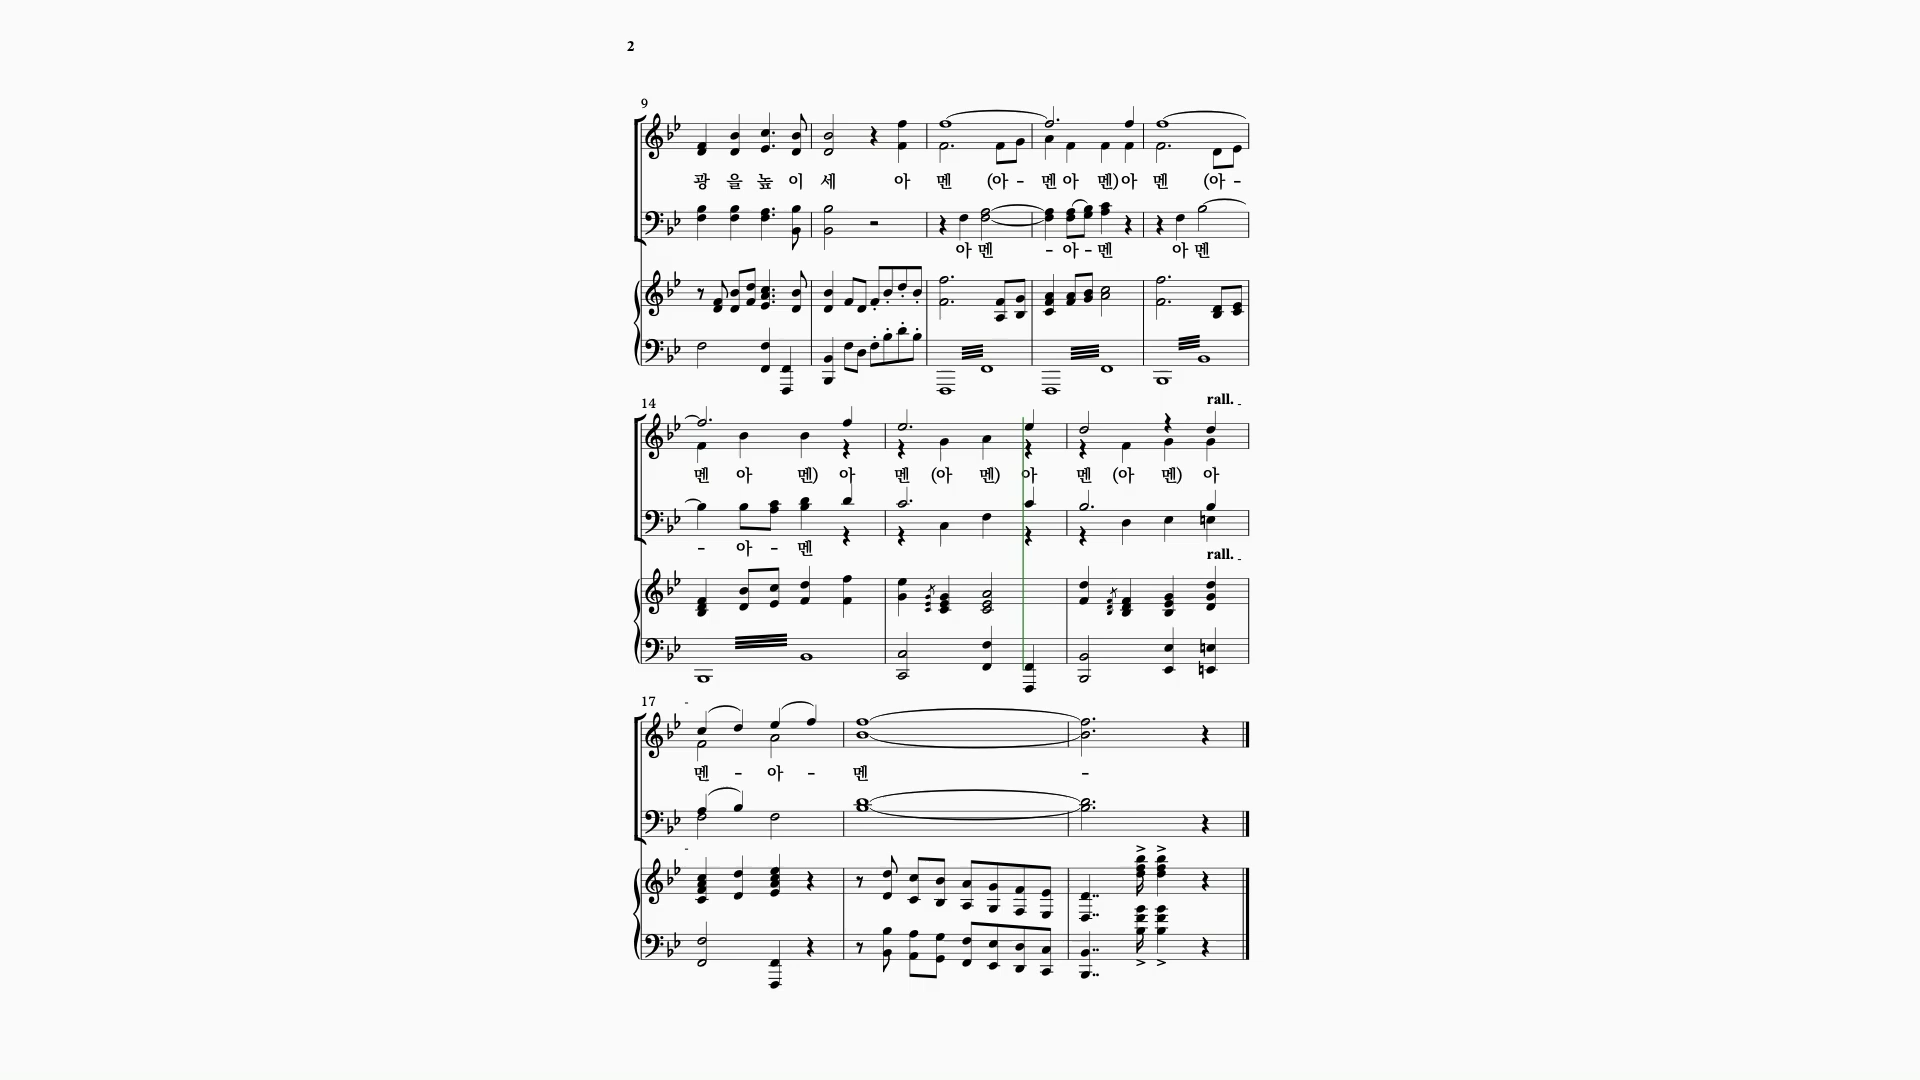 2
9
광 을 높 이 세 아 멘 (아 - 멘 아 멘) 아 멘 (아 -
아 멘 - 아 - 멘 아 멘
14
rall. -
멘 아 멘) 아 멘 (아 멘) 아 멘 (아 멘) 아
- 아 - 멘
rall. -
17
멘 - 아 - 멘 -